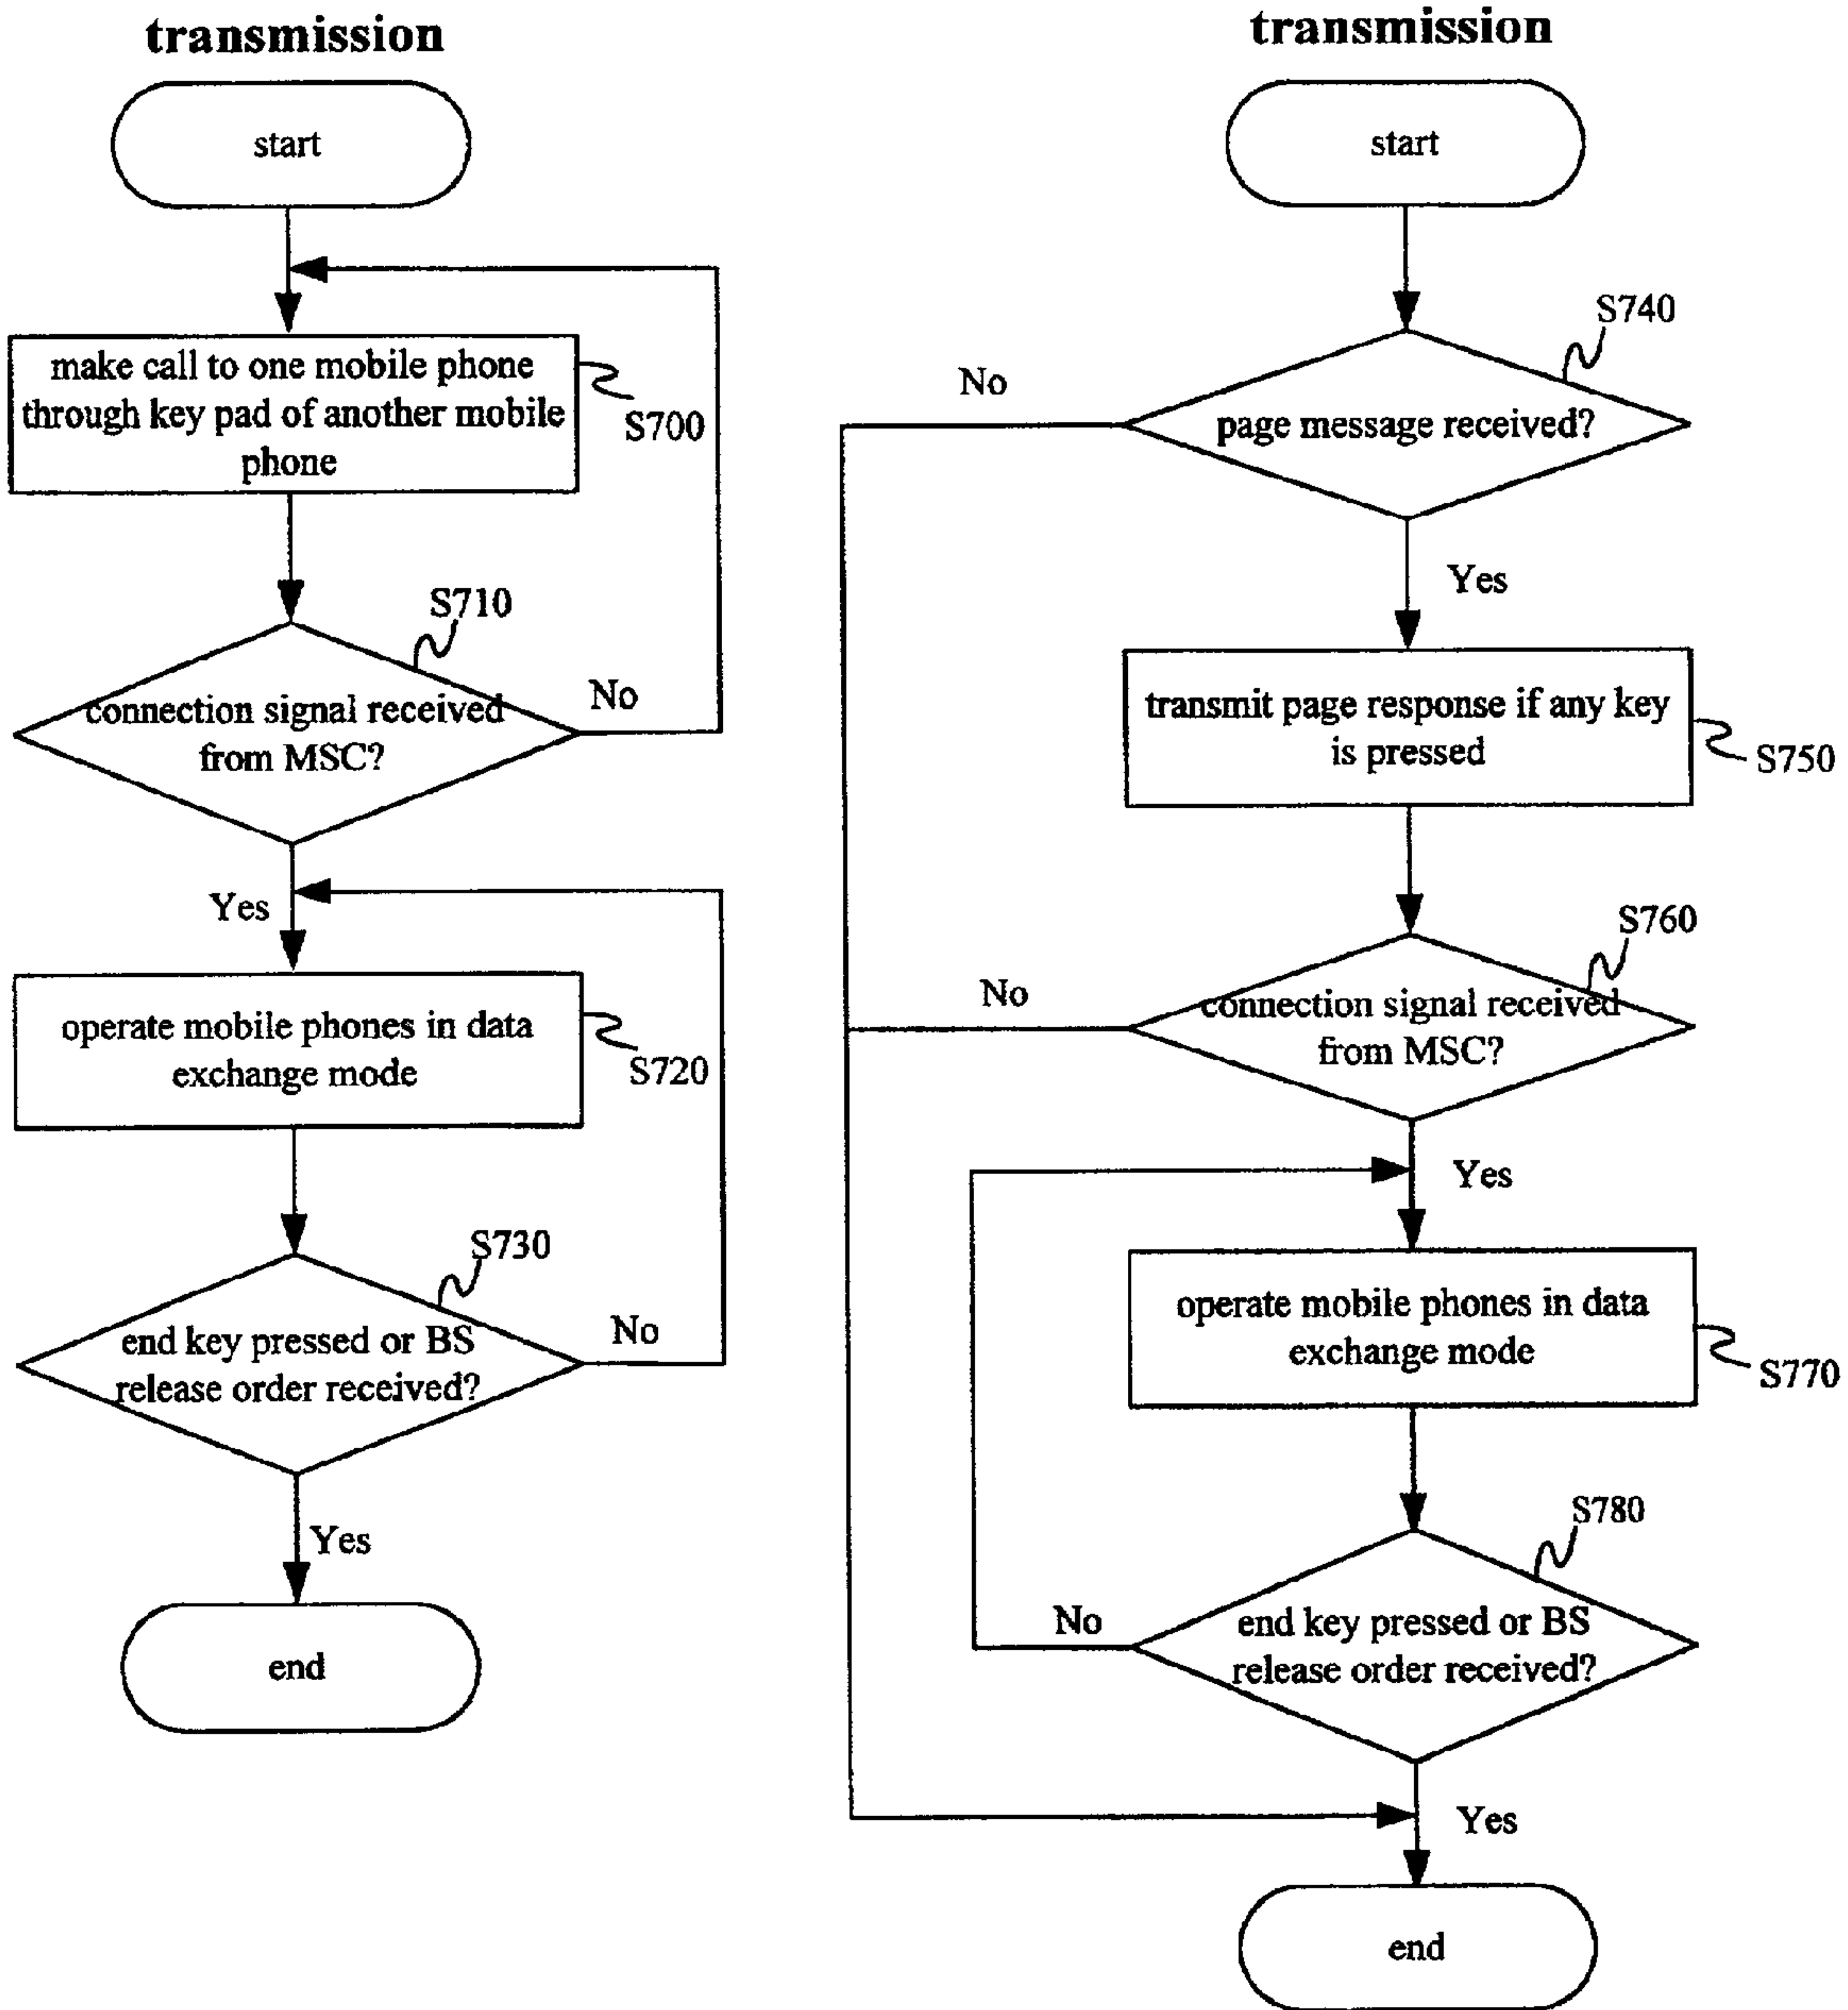 transmission
start
make call to one mobile phone
through key pad of another mobile
phone
S700
S710
connection signal received
from MSC?
No
Yes
operate mobile phones in data
exchange mode
S720
S730
end key pressed or BS
release order received?
No
Yes
end
transmission
start
S740
No
page message received?
Yes
transmit page response if any key
is pressed
S750
S760
No
connection signal received
from MSC?
Yes
operate mobile phones in data
exchange mode
S770
S780
No
end key pressed or BS
release order received?
Yes
end